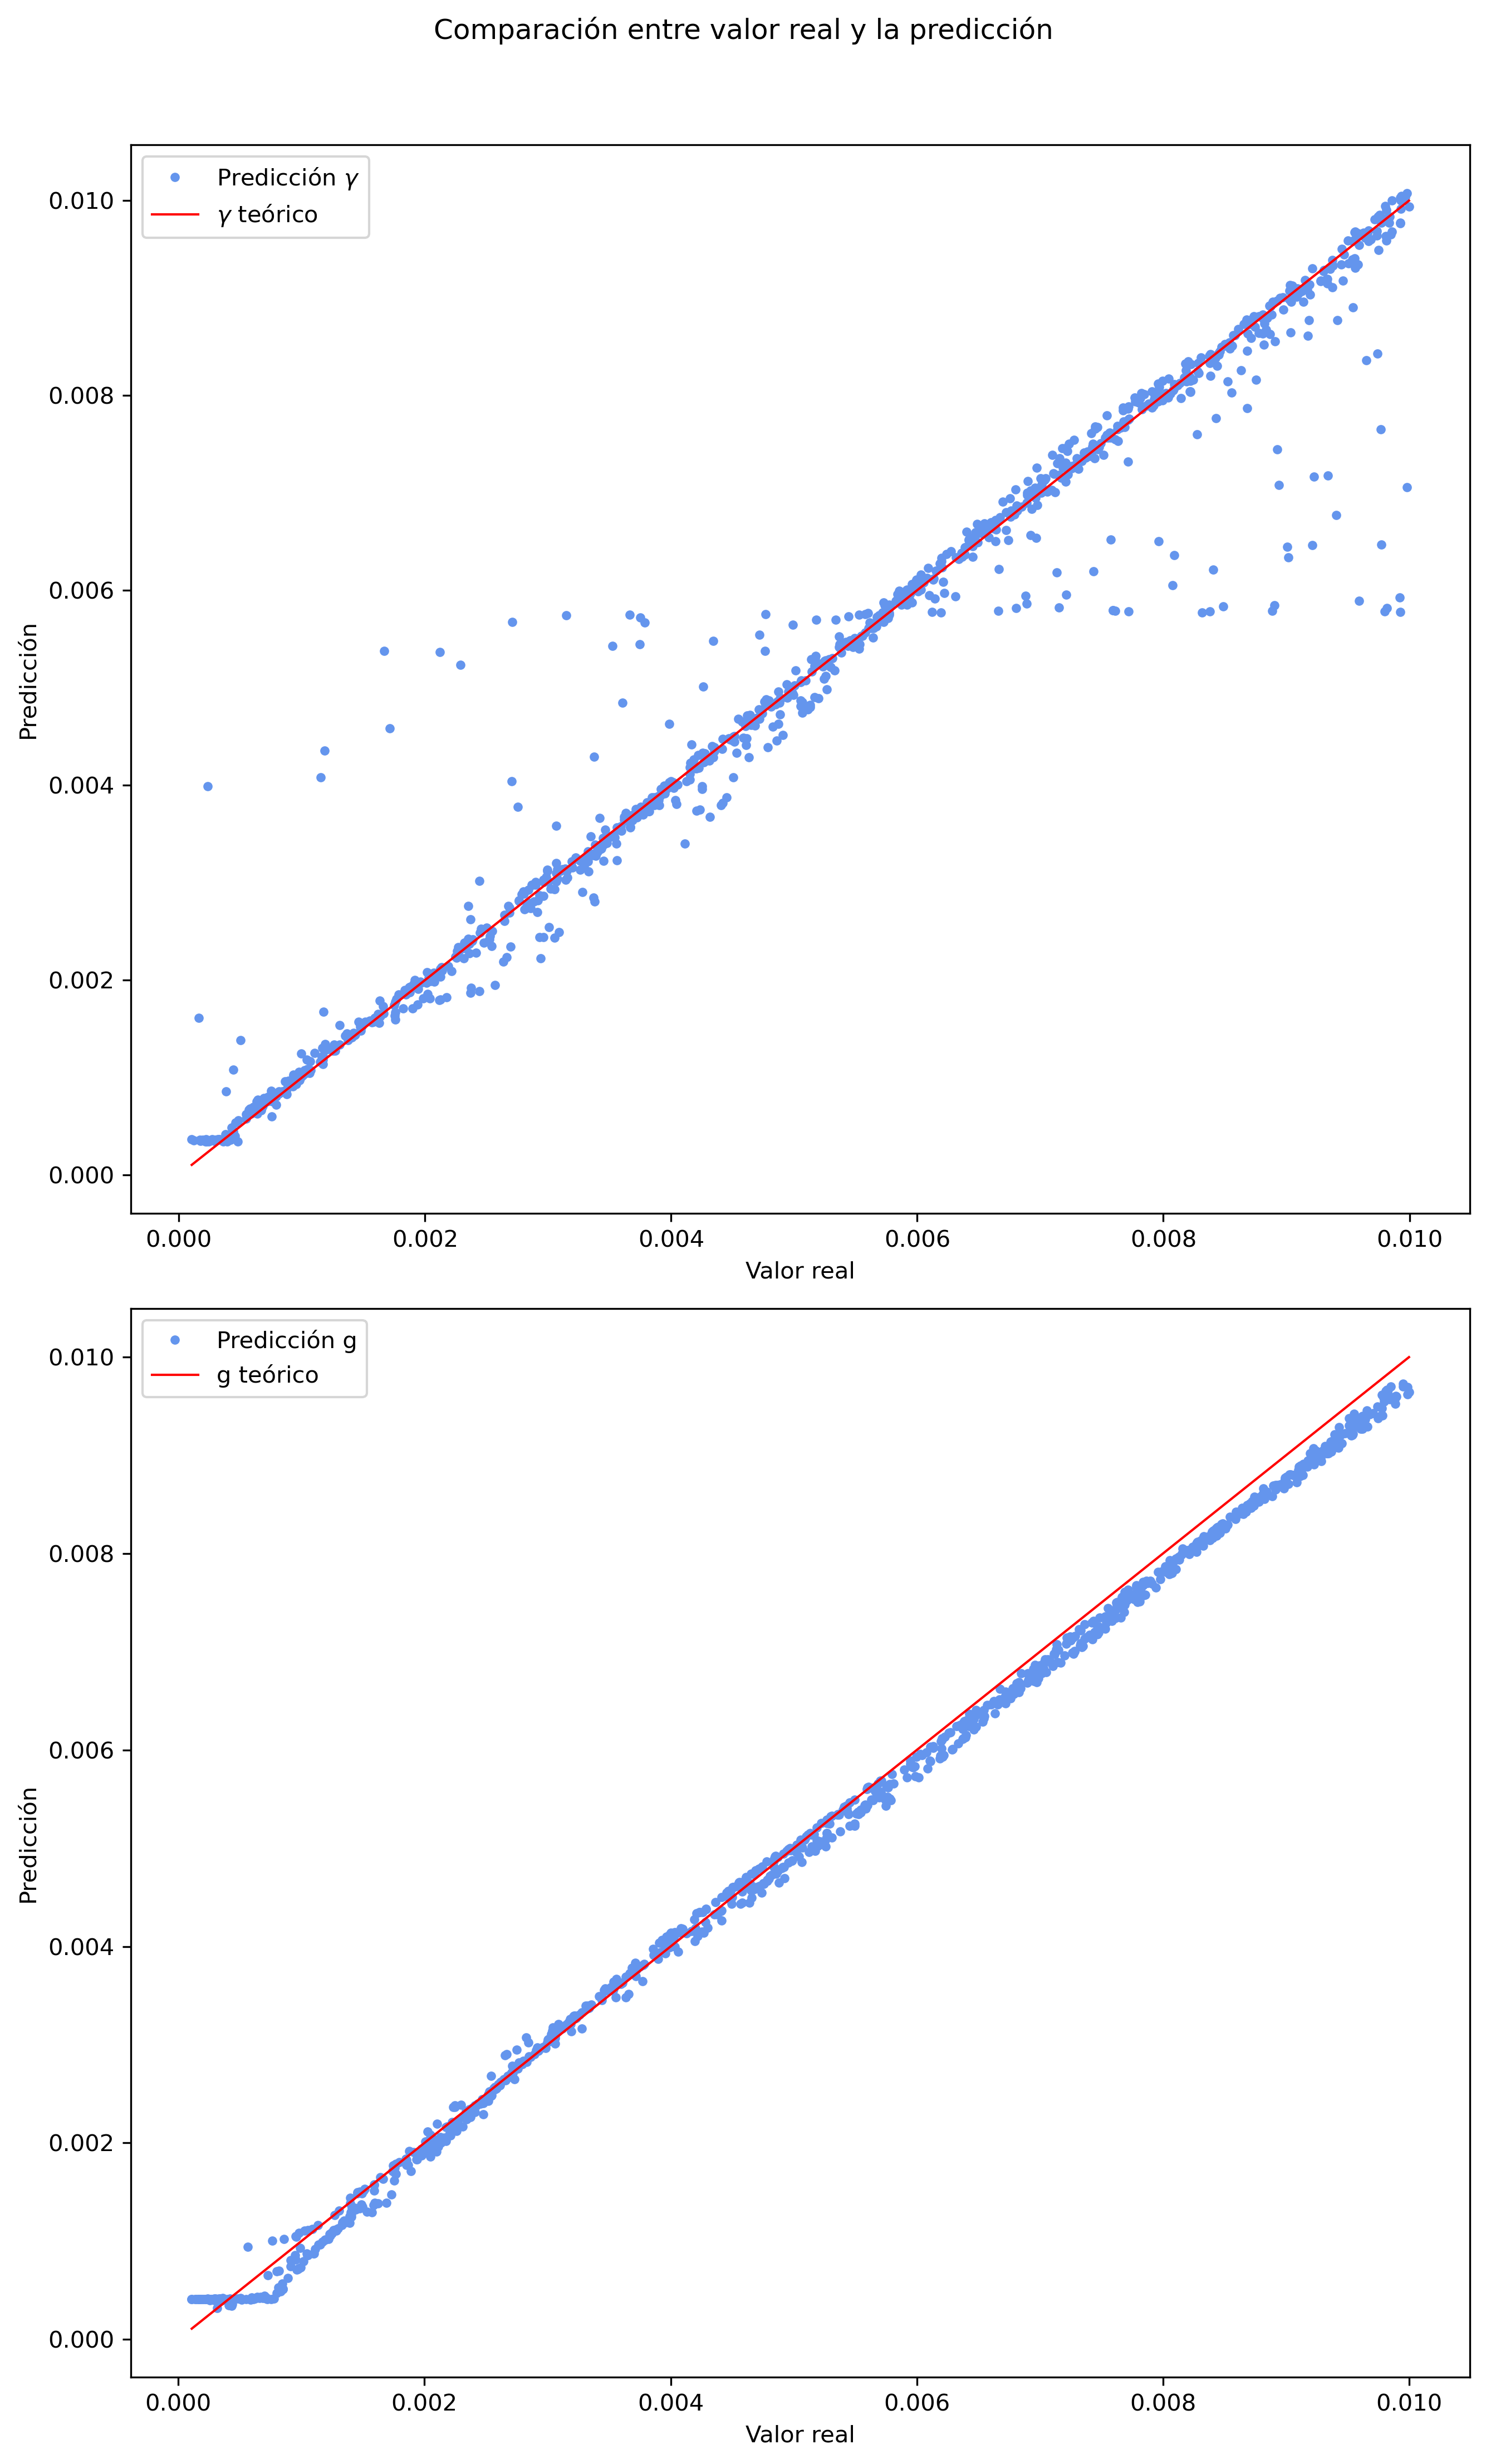 Comparación entre valor real y la predicción
Predicción γ
γ teórico
0.010
0.008
0.006
0.004
0.002
0.000
Predicción
0.000 0.002 0.004 0.006 0.008 0.010
Valor real
Predicción g
g teórico
0.010
0.008
0.006
0.004
0.002
0.000
Predicción
0.000 0.002 0.004 0.006 0.008 0.010
Valor real